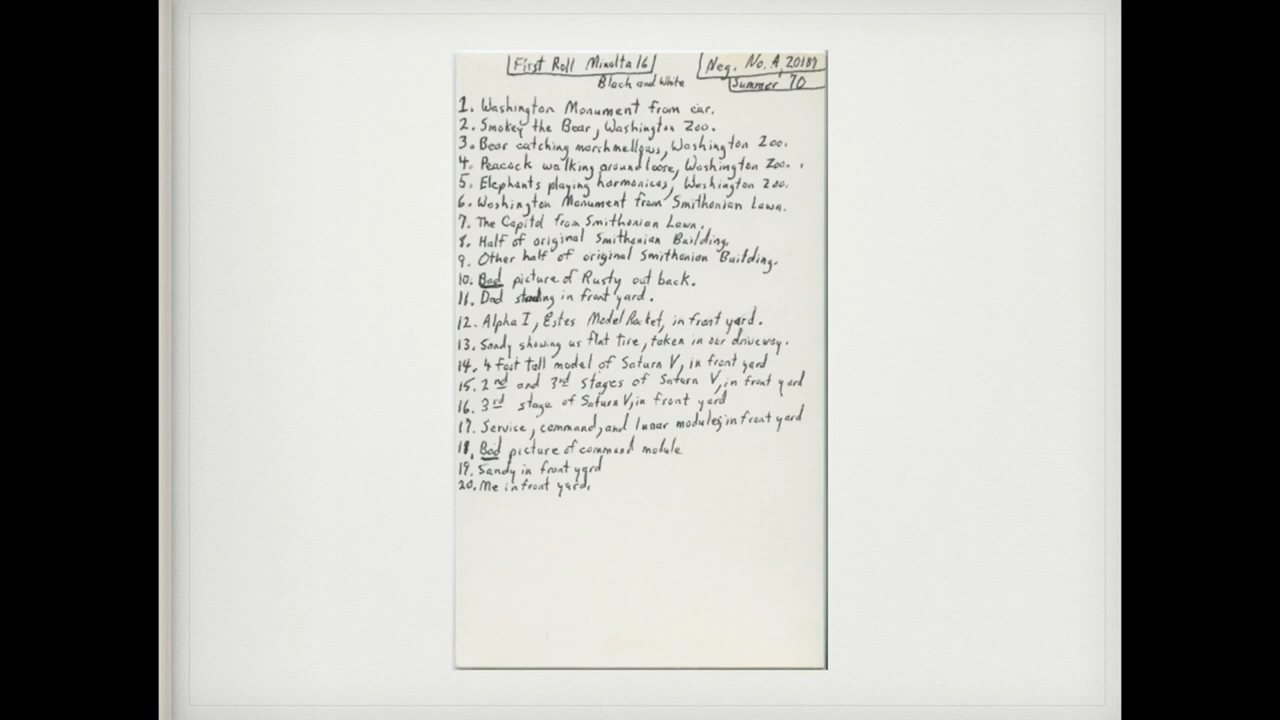 First Roll Minolta 16
Neg. No. A, 20187
Black and White
Summer '70
1. Washington Monument from car.
2. Smokey the Bear, Washington Zoo.
3. Bear catching marshmellows, Washington Zoo.
4. Peacock walking around loose, Washington Zoo.
5. Elephants playing harmonicas, Washington Zoo.
6. Washington Monument from Smithonian Lawn.
7. The Capitol from Smithonian Lawn.
8. Half of original Smithonian Building.
9. Other half of original Smithonian Building.
10. Bad picture of Rusty out back.
11. Dad standing in front yard.
12. Alpha I, Estes Model Rocket, in front yard.
13. Sandy showing us flat tire, taken in our driveway.
14. 4 foot tall model of Saturn V, in front yard
15. 2nd and 3rd stages of Saturn V, in front yard
16. 3rd stage of Saturn V, in front yard
17. Service, command, and lunar modules in front yard
18. Bad picture of command module
19. Sandy in front yard
20. Me in front yard.